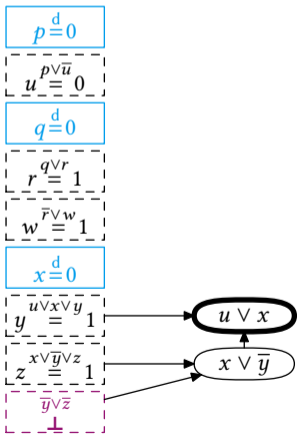 p d= 0
u p∨u̅= 0
q d= 0
r q∨r= 1
w r̅∨w= 1
x d= 0
y u∨x∨y= 1
u ∨ x
z x∨y̅∨z= 1
x ∨ y̅
y̅∨z̅
⊥